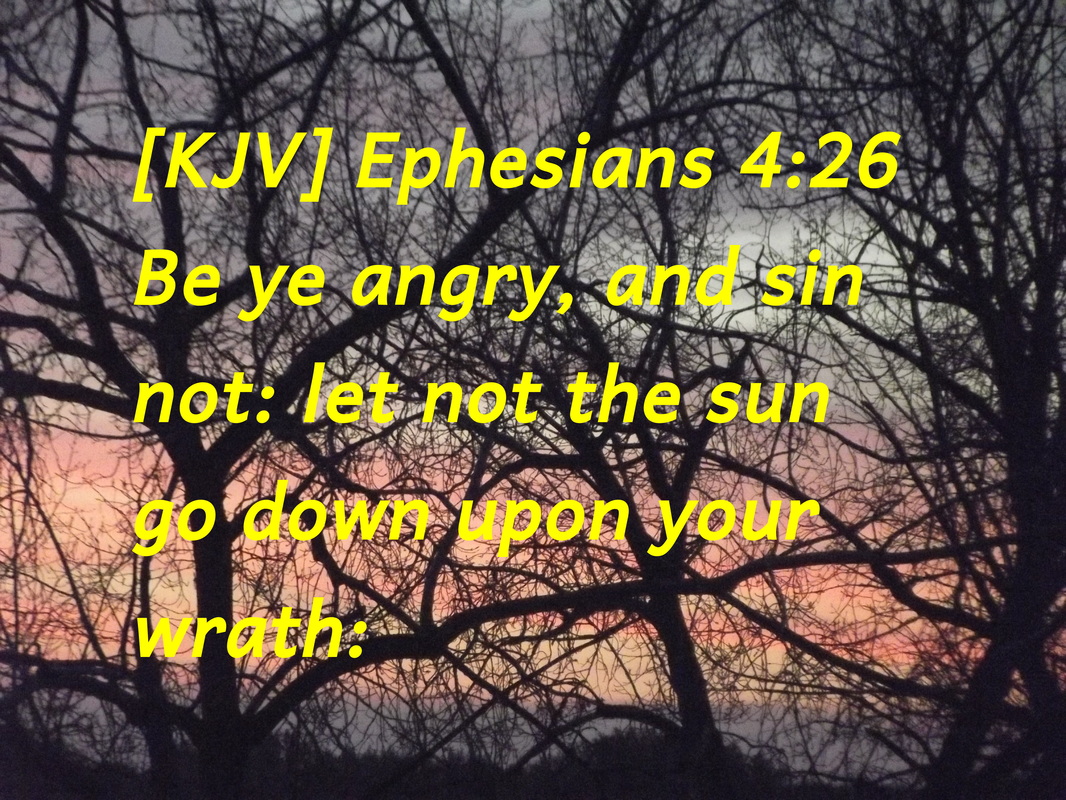 [KJV] Ephesians 4:26
Be ye angry, and sin
not: let not the sun
go down upon your
wrath: